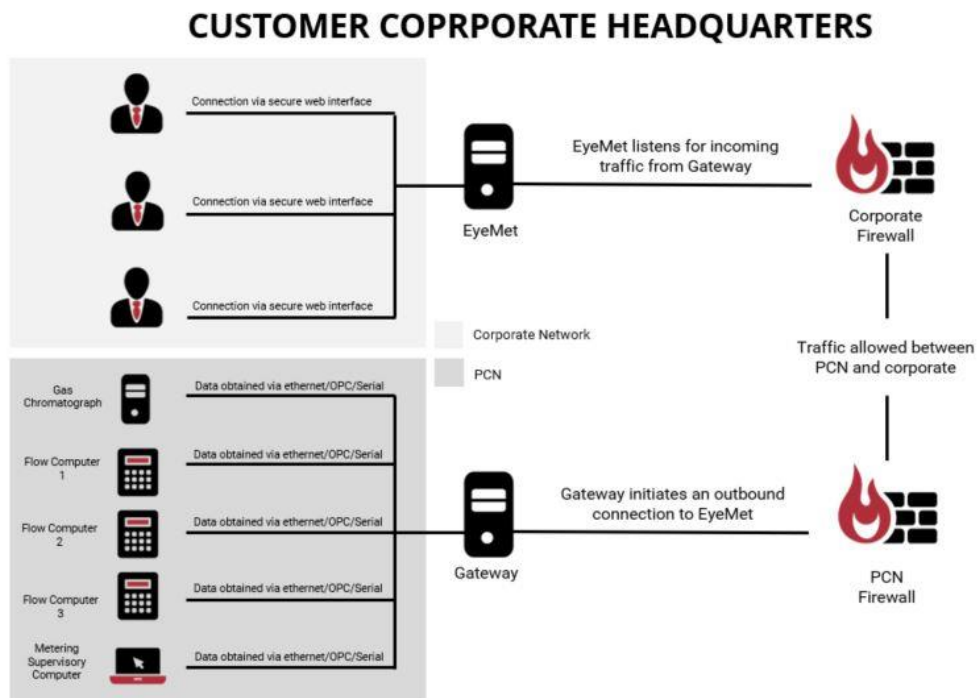 CUSTOMER COPRPORATE HEADQUARTERS
Connection via secure web interface
Connection via secure web interface
Connection via secure web interface
EyeMet
EyeMet listens for incoming
traffic from Gateway
Corporate
Firewall
Corporate Network
PCN
Traffic allowed between
PCN and corporate
Gas
Chromatograph
Data obtained via ethernet/OPC/Serial
Flow Computer
1
Data obtained via ethernet/OPC/Serial
Flow Computer
2
Data obtained via ethernet/OPC/Serial
Flow Computer
3
Data obtained via ethernet/OPC/Serial
Metering
Supervisory
Computer
Data obtained via ethernet/OPC/Serial
Gateway
Gateway initiates an outbound
connection to EyeMet
PCN
Firewall